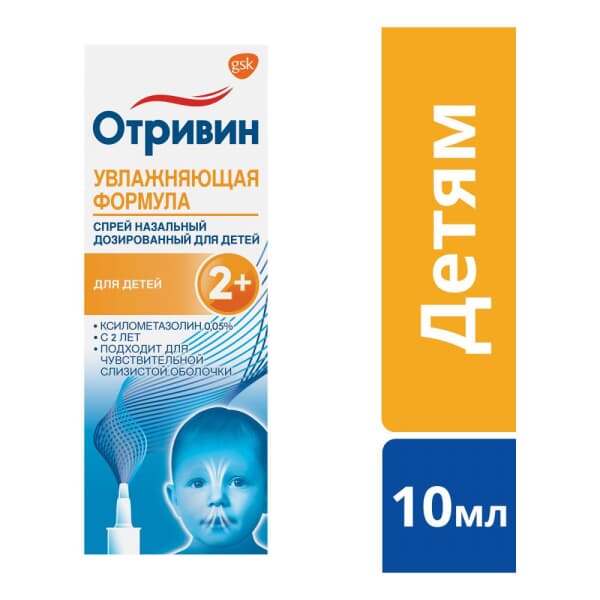 gsk
Отривин
УВЛАЖНЯЮЩАЯ
ФОРМУЛА
СПРЕЙ НАЗАЛЬНЫЙ
ДОЗИРОВАННЫЙ ДЛЯ ДЕТЕЙ
ДЛЯ ДЕТЕЙ 2+
• КСИЛОМЕТАЗОЛИН 0,05%
• С 2 ЛЕТ
• ПОДХОДИТ ДЛЯ
ЧУВСТВИТЕЛЬНОЙ
СЛИЗИСТОЙ ОБОЛОЧКИ
Детям
10мл